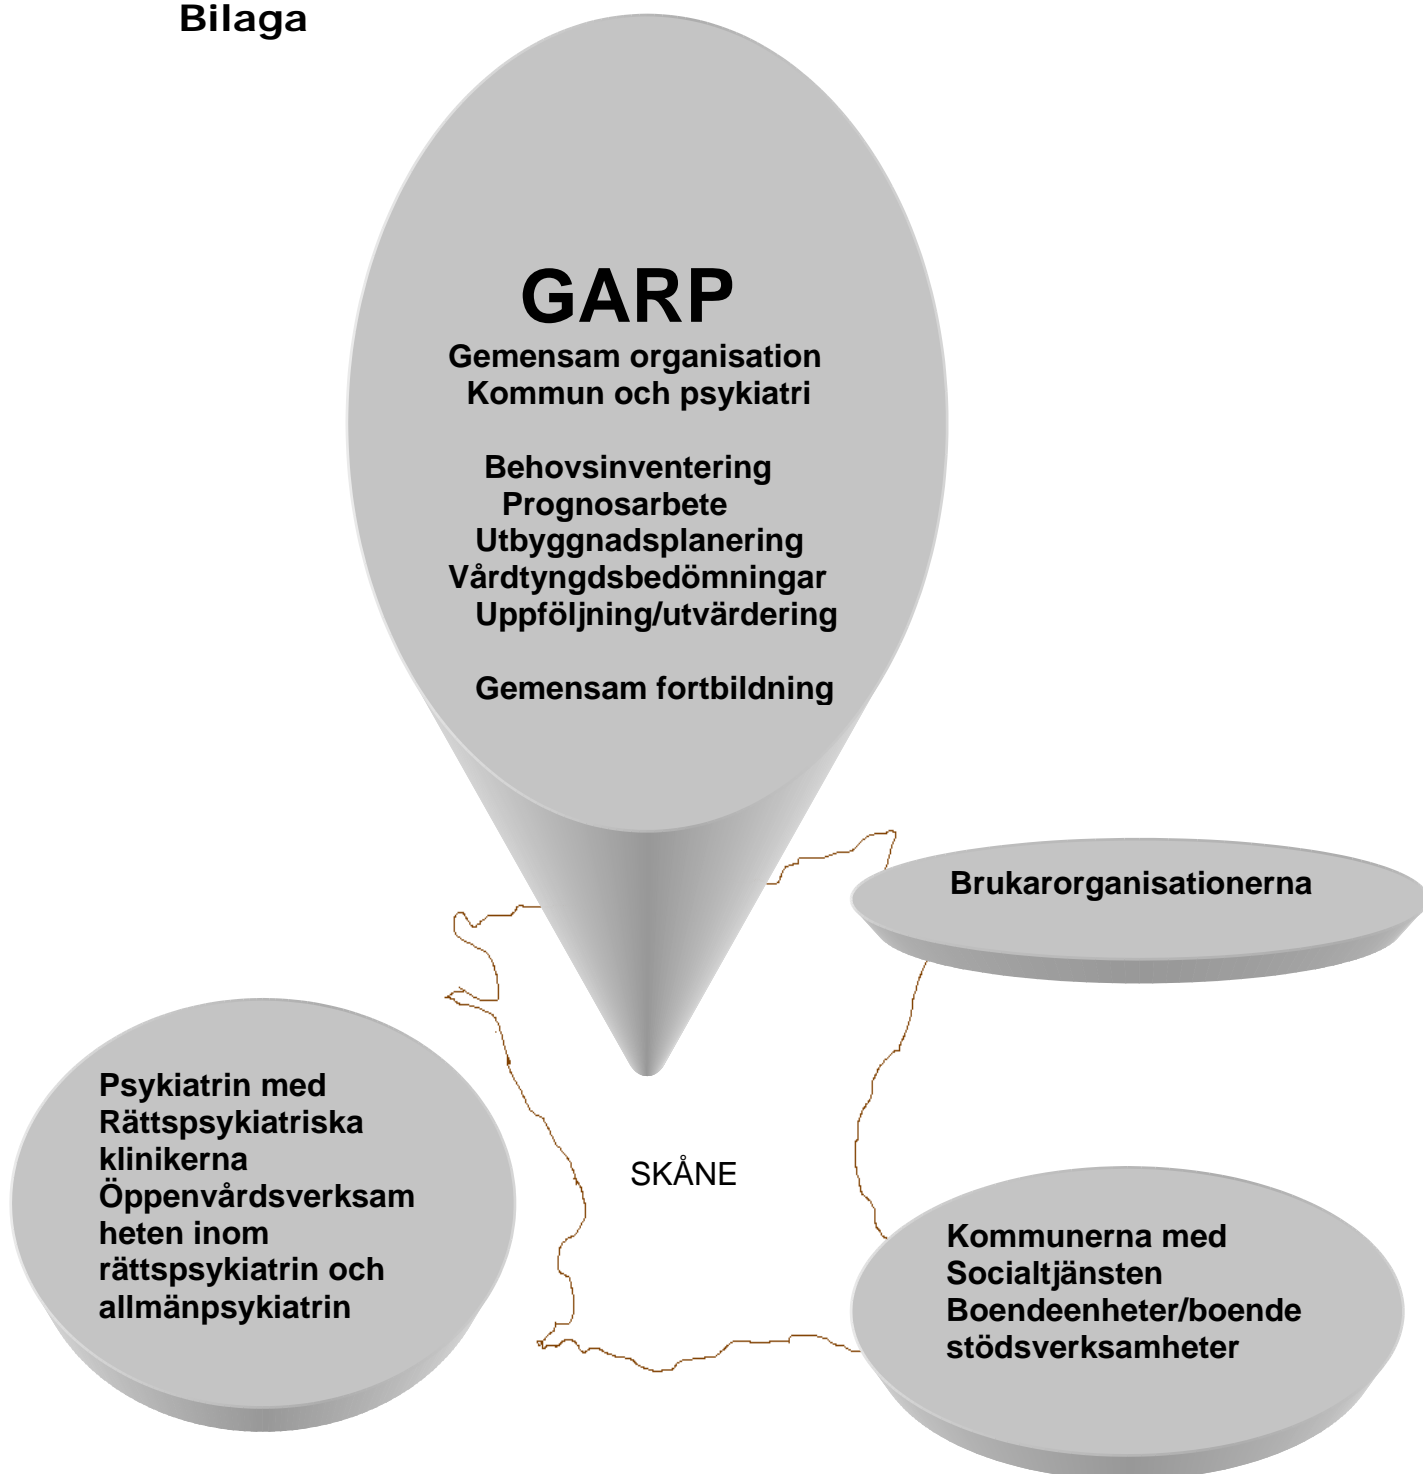 Bilaga
GARP
Gemensam organisation
Kommun och psykiatri
Behovsinventering
Prognosarbete
Utbyggnadsplanering
Vårdtyngdsbedömningar
Uppföljning/utvärdering
Gemensam fortbildning
Brukarorganisationerna
Psykiatrin med
Rättspsykiatriska
klinikerna
Öppenvårdsverksam
heten inom
rättspsykiatrin och
allmänpsykiatrin
SKÅNE
Kommunerna med
Socialtjänsten
Boendeenheter/boende
stödsverksamheter